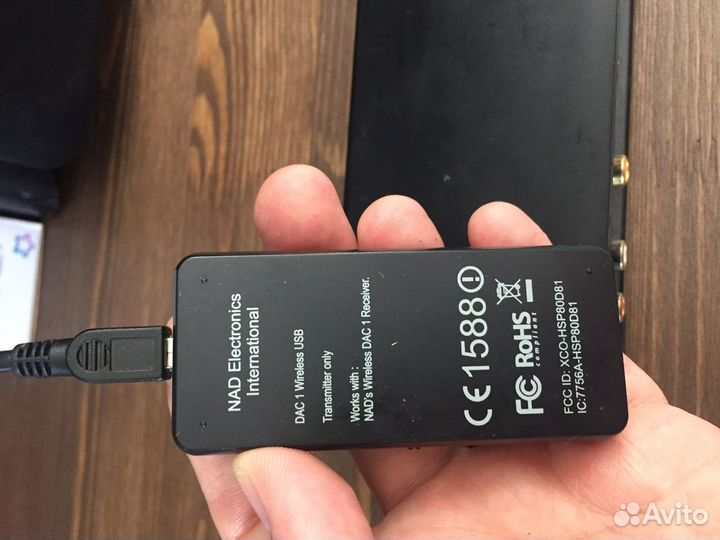 NAD Electronics
International
DAC 1 Wireless USB
Transmitter only
Works with :
NAD's Wireless DAC 1 Receiver.
CE1588
FC RoHS
compliant
FCC ID: XCO-HSP80D81
IC:7756A-HSP80D81
Avito